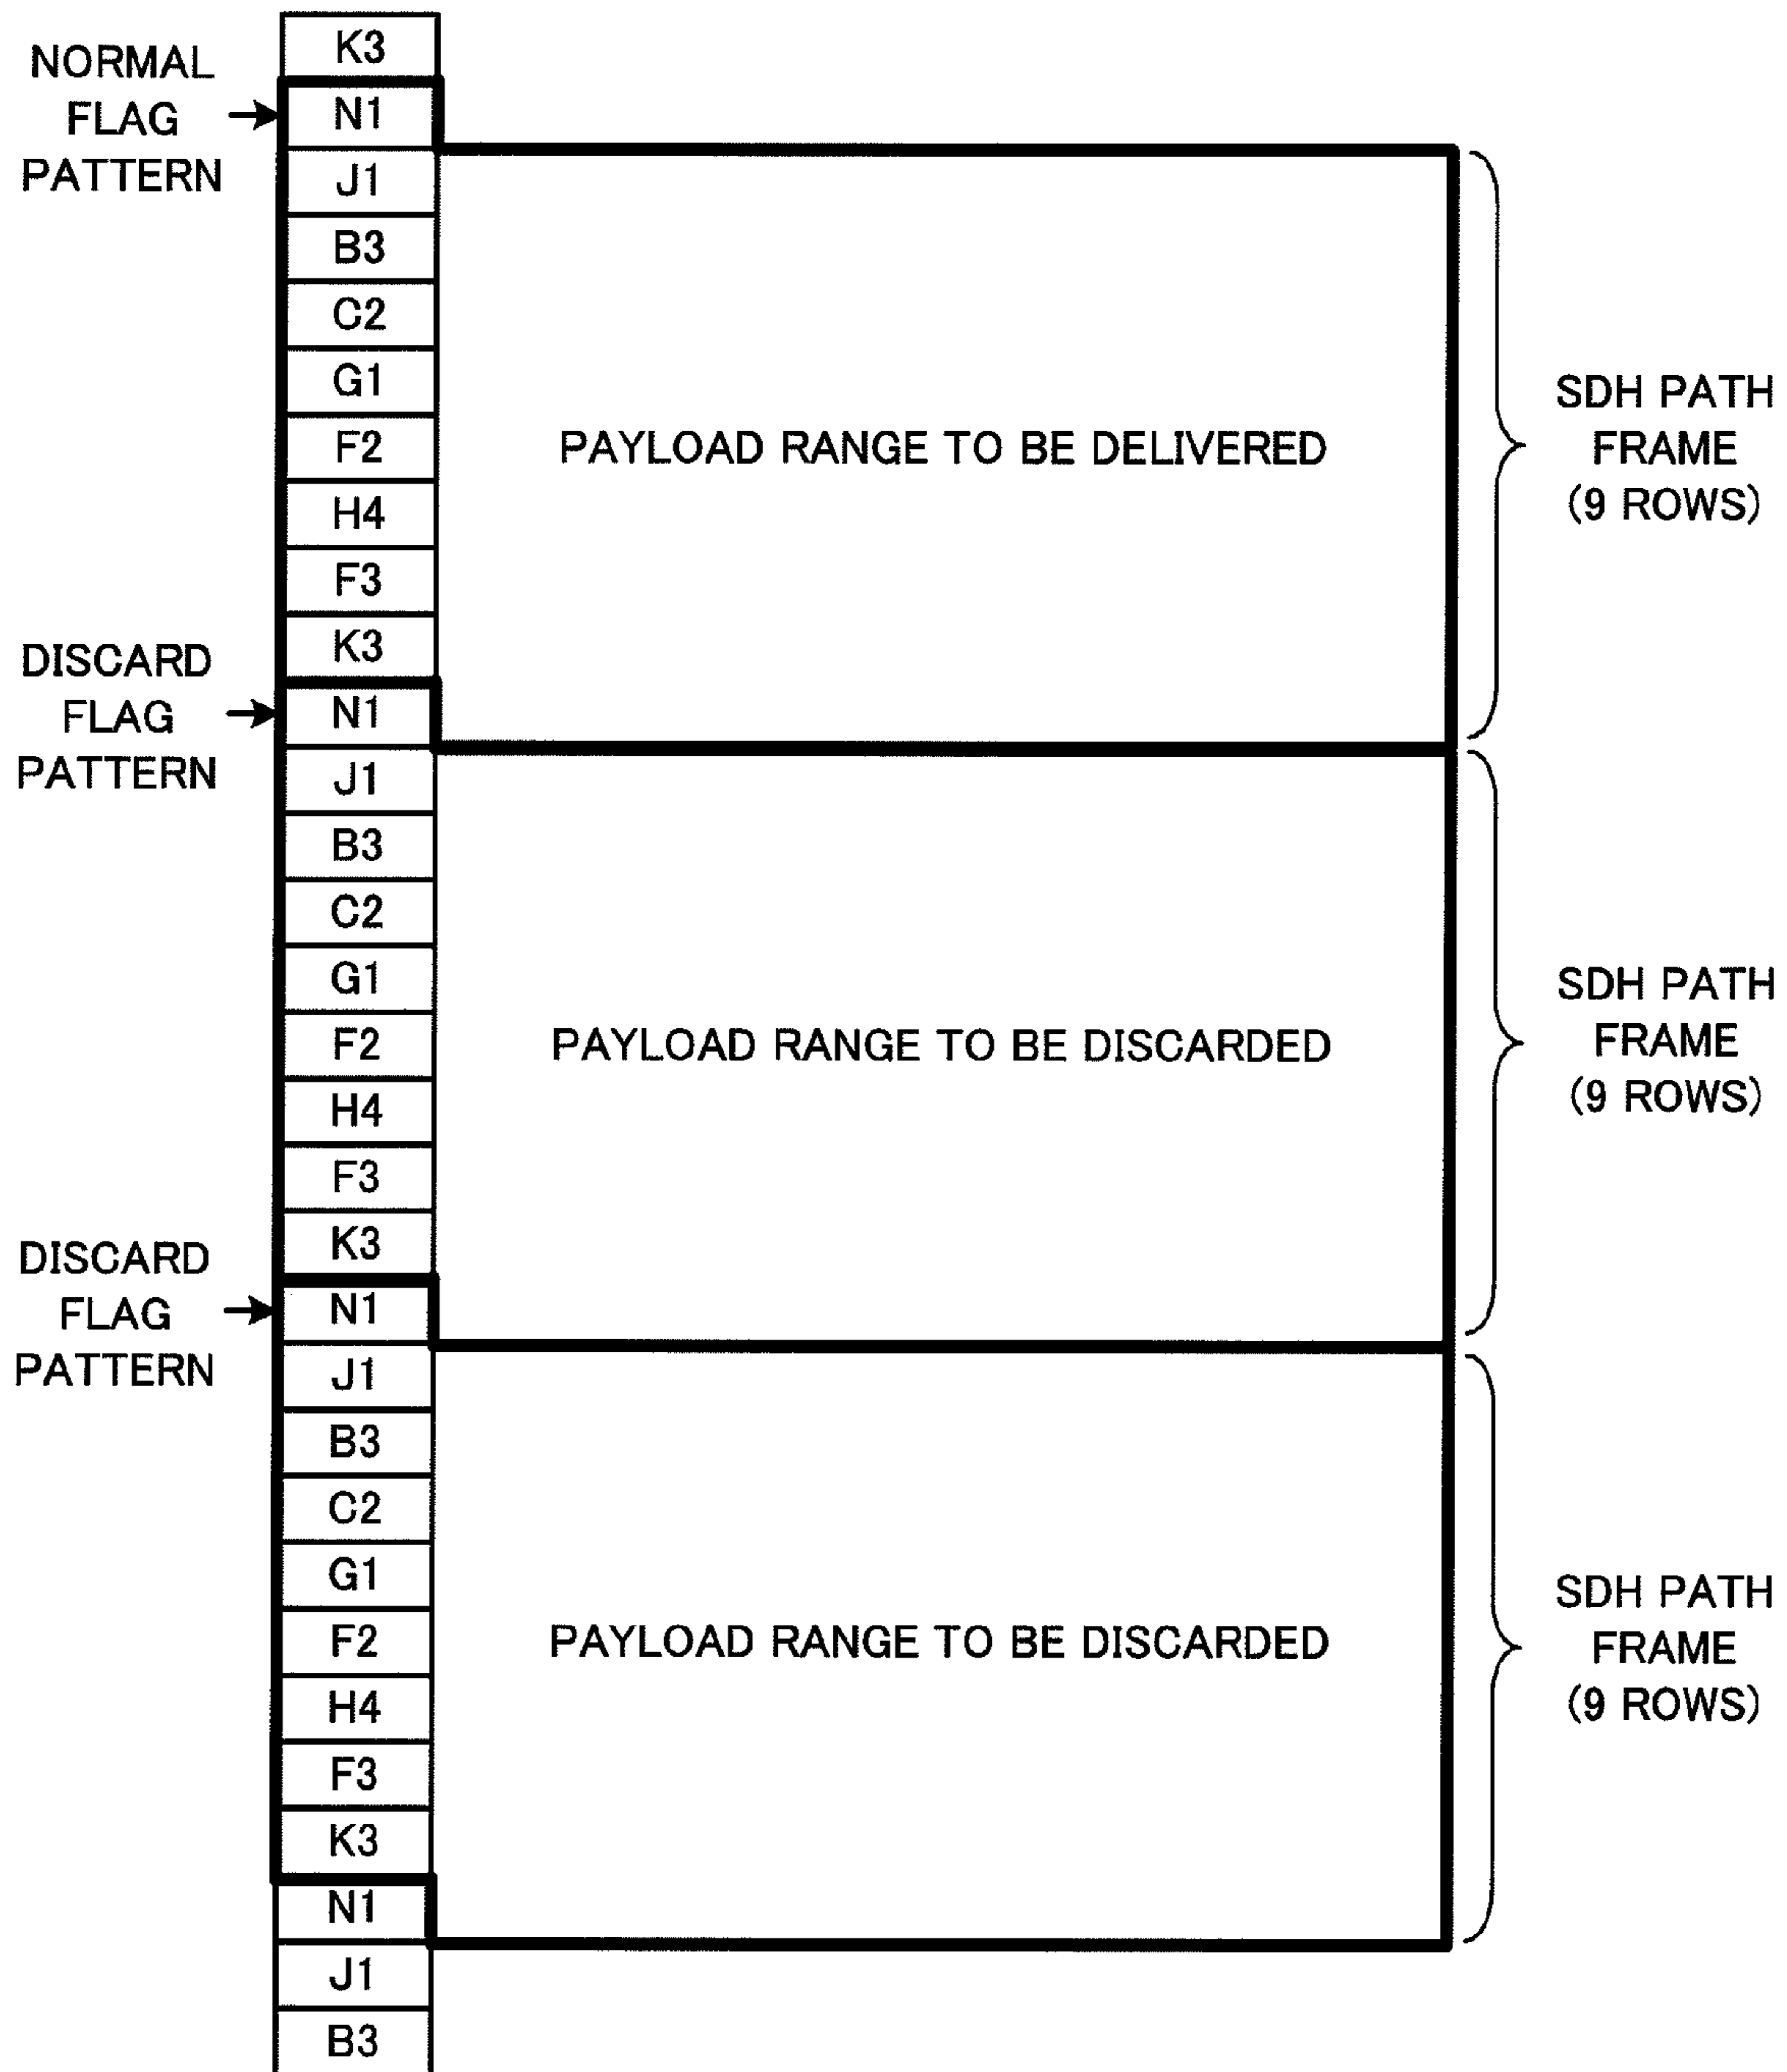 K3
NORMAL
FLAG
PATTERN
N1
J1
B3
C2
G1
F2
H4
F3
K3
PAYLOAD RANGE TO BE DELIVERED
SDH PATH
FRAME
(9 ROWS)
DISCARD
FLAG
PATTERN
N1
J1
B3
C2
G1
F2
H4
F3
K3
PAYLOAD RANGE TO BE DISCARDED
SDH PATH
FRAME
(9 ROWS)
DISCARD
FLAG
PATTERN
N1
J1
B3
C2
G1
F2
H4
F3
K3
PAYLOAD RANGE TO BE DISCARDED
SDH PATH
FRAME
(9 ROWS)
N1
J1
B3